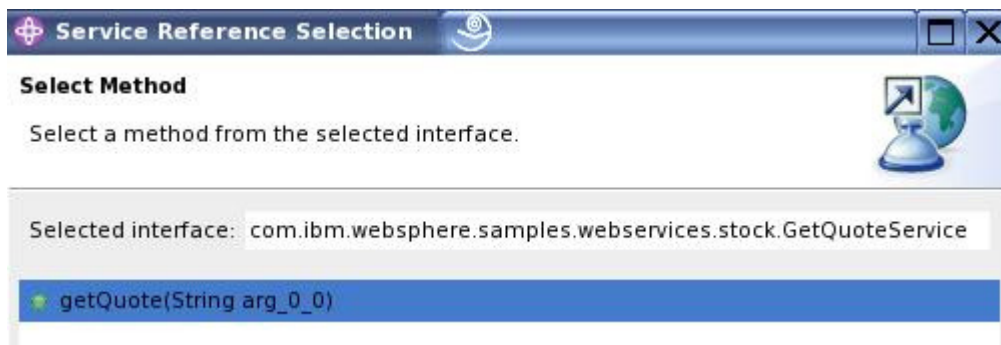 Service Reference Selection
Select Method
Select a method from the selected interface.
Selected interface: com.ibm.websphere.samples.webservices.stock.GetQuoteService
getQuote(String arg_0_0)